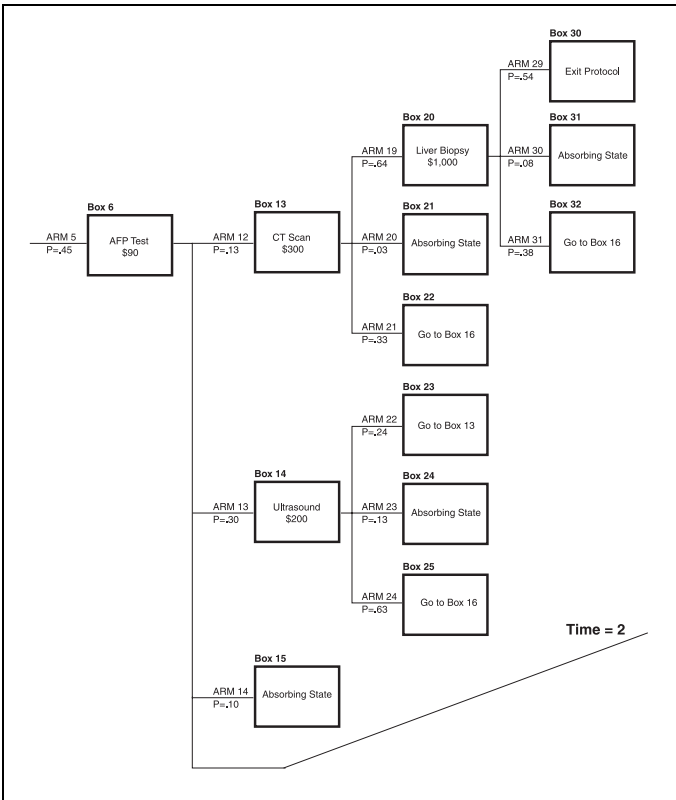 Box 30
ARM 29
P=.54
Exit Protocol
Box 20
Box 31
ARM 19
P=.64
Liver Biopsy
$1,000
ARM 30
P=.08
Absorbing State
Box 6
Box 13
Box 21
Box 32
ARM 5
P=.45
AFP Test
$90
ARM 12
P=.13
CT Scan
$300
ARM 20
P=.03
Absorbing State
ARM 31
P=.38
Go to Box 16
Box 22
ARM 21
P=.33
Go to Box 16
Box 23
ARM 22
P=.24
Go to Box 13
Box 14
Box 24
ARM 13
P=.30
Ultrasound
$200
ARM 23
P=.13
Absorbing State
Box 25
ARM 24
P=.63
Go to Box 16
Time = 2
Box 15
ARM 14
P=.10
Absorbing State